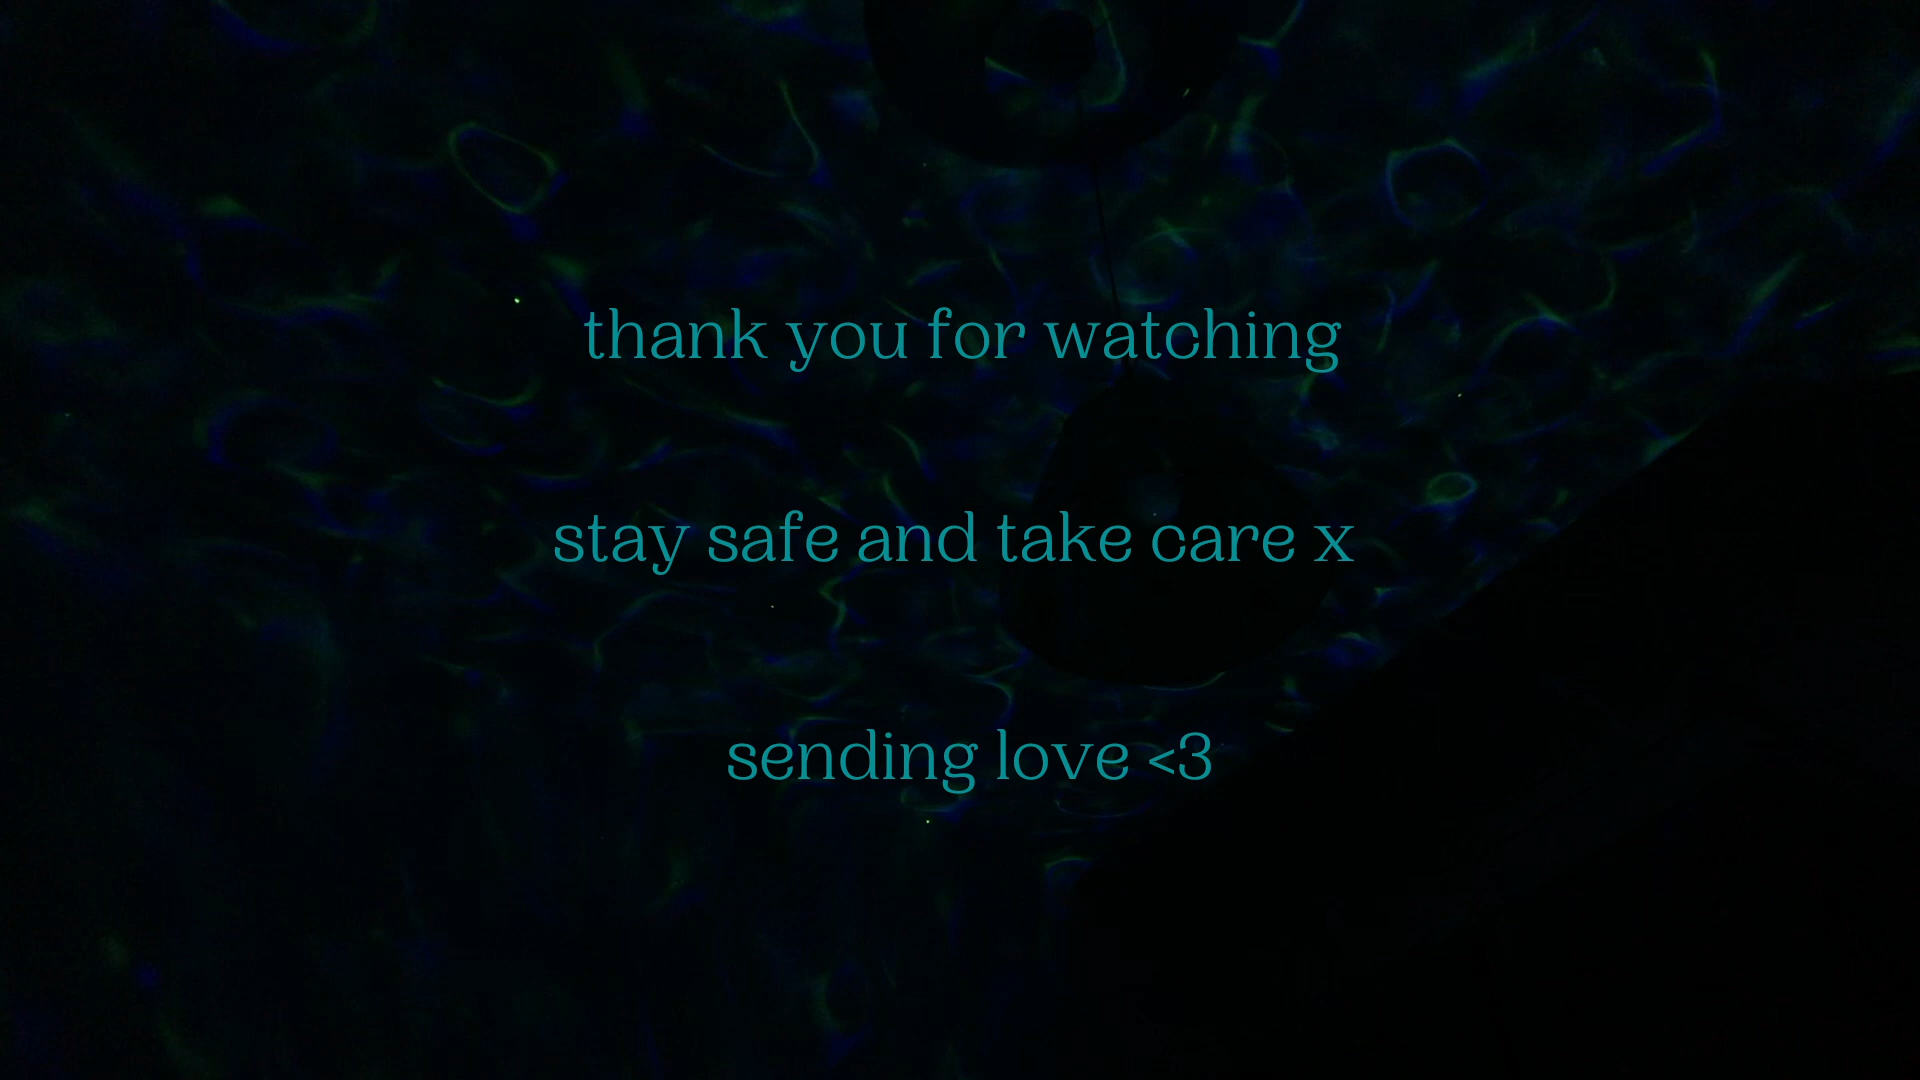 thank you for watching
stay safe and take care x
sending love <3